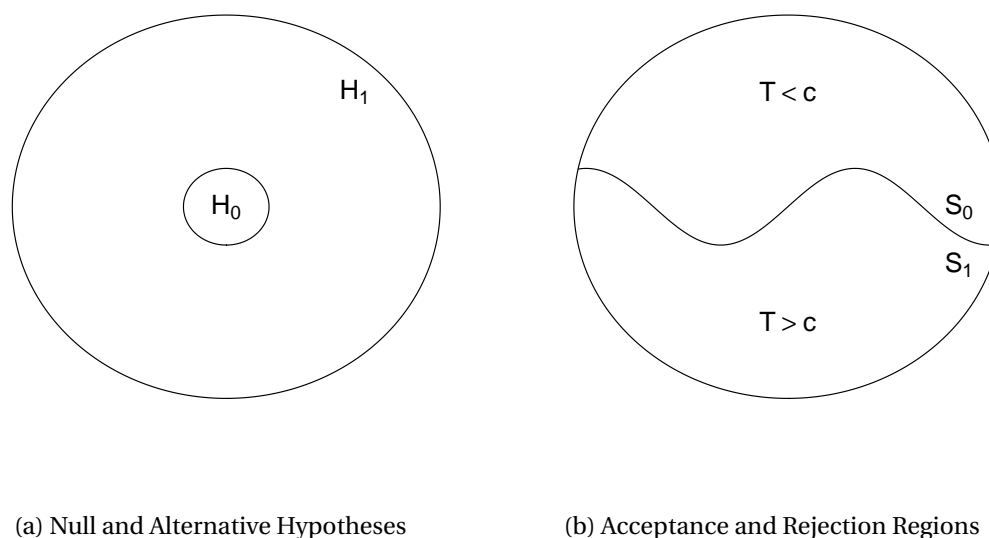 H₁
H₀
T < c
S₀
S₁
T > c
(a) Null and Alternative Hypotheses
(b) Acceptance and Rejection Regions